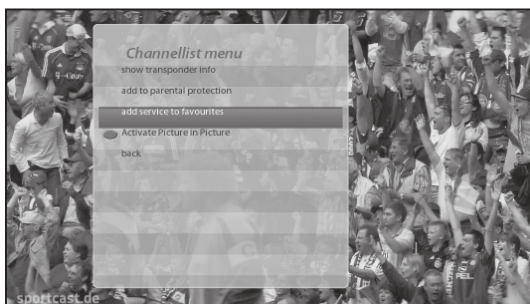 Channellist menu
show transponder info
add to parental protection
add service to favourites
Activate Picture in Picture
back
sportcast.de